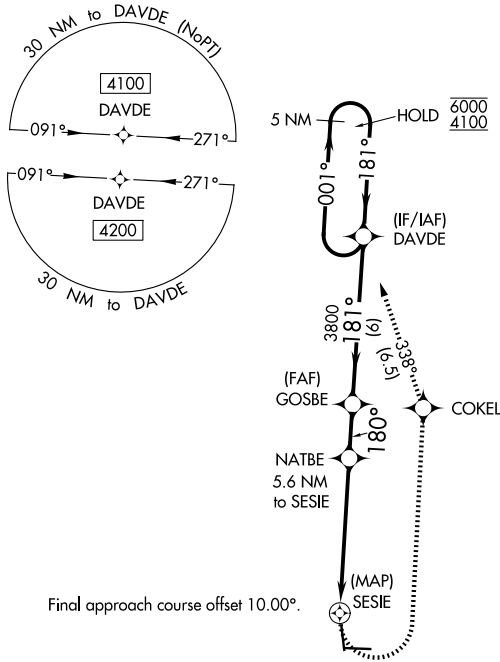 30 NM to DAVDE (NoPT)
4100
DAVDE
091°
271°
091°
271°
DAVDE
4200
30 NM to DAVDE
5 NM
HOLD
6000
4100
001°
181°
(IF/IAF)
DAVDE
3800
181°
(6)
338°
(6.5)
(FAF)
GOSBE
COKEL
180°
NATBE
5.6 NM
to SESIE
(MAP)
SESIE
Final approach course offset 10.00°.